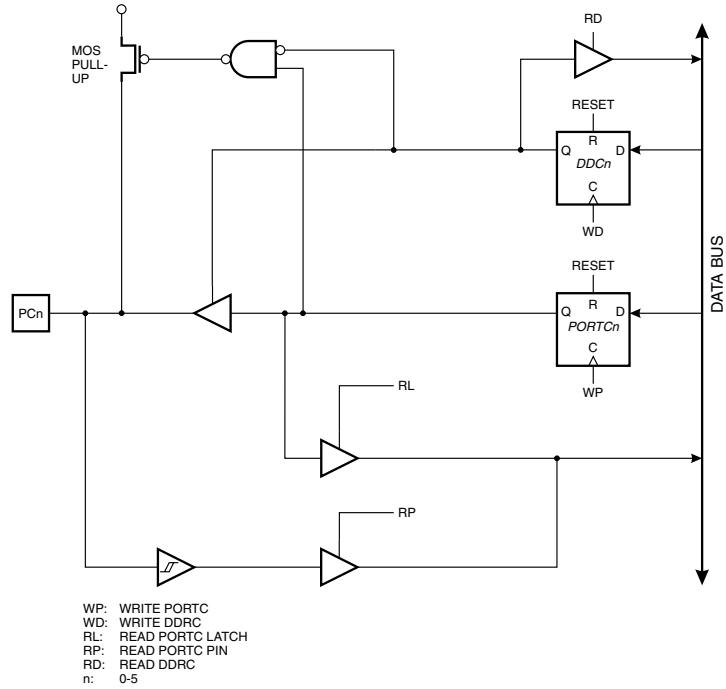 MOS
PULL-
UP
RD
RESET
R
Q
D
DDCn
C
WD
DATA BUS
RESET
PCn
R
Q
D
PORTCn
C
WP
RL
RP
WP: WRITE PORTC
WD: WRITE DDRC
RL: READ PORTC LATCH
RP: READ PORTC PIN
RD: READ DDRC
n: 0-5